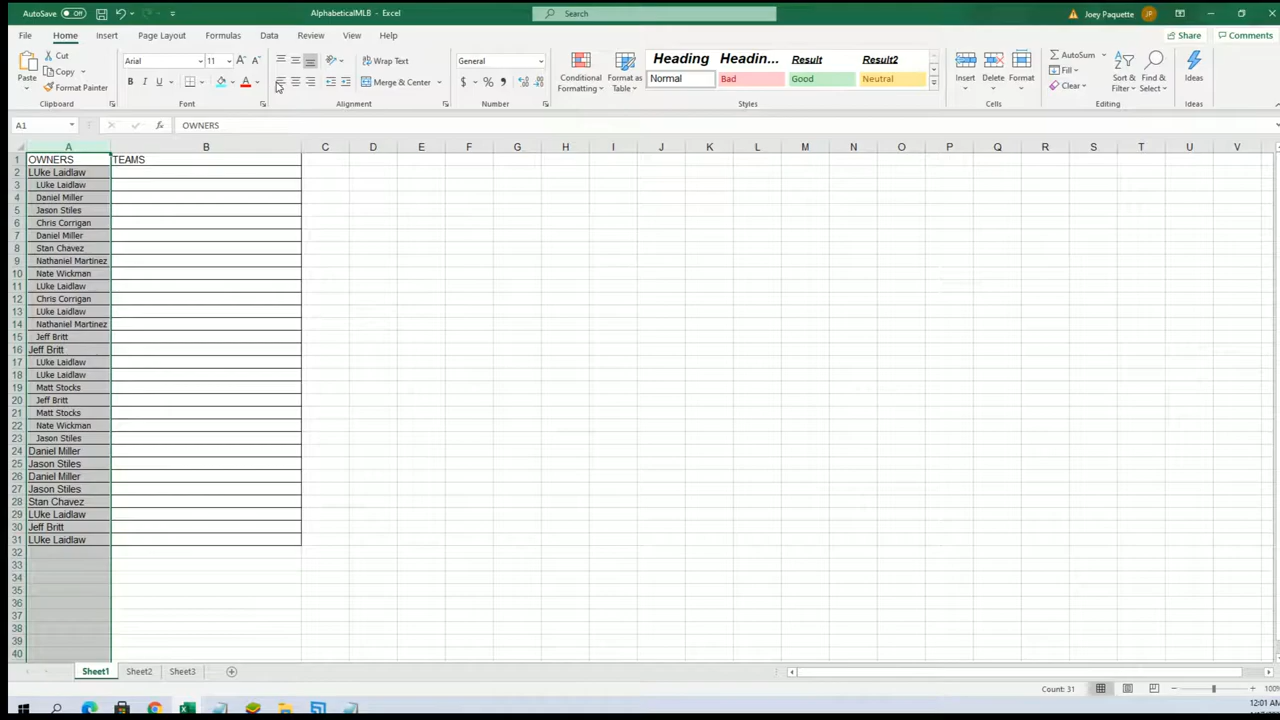 AutoSave Off AlphabeticalMLB - Excel Search Joey Paquette JP
File Home Insert Page Layout Formulas Data Review View Help Share Comments
Cut Arial 11 Wrap Text General Heading Headin... Result Result2 AutoSum
Copy Fill
Paste Format Painter Merge & Center Conditional Formatting Format as Table Normal Bad Good Neutral Insert Delete Format Clear Sort & Filter Find & Select Ideas
Clipboard Font Alignment Number Styles Cells Editing Ideas
A1 OWNERS
A B C D E F G H I J K L M N O P Q R S T U V
1 OWNERS TEAMS
2 LUke Laidlaw
3 LUke Laidlaw
4 Daniel Miller
5 Jason Stiles
6 Chris Corrigan
7 Daniel Miller
8 Stan Chavez
9 Nathaniel Martinez
10 Nate Wickman
11 LUke Laidlaw
12 Chris Corrigan
13 LUke Laidlaw
14 Nathaniel Martinez
15 Jeff Britt
16 Jeff Britt
17 LUke Laidlaw
18 LUke Laidlaw
19 Matt Stocks
20 Jeff Britt
21 Matt Stocks
22 Nate Wickman
23 Jason Stiles
24 Daniel Miller
25 Jason Stiles
26 Daniel Miller
27 Jason Stiles
28 Stan Chavez
29 LUke Laidlaw
30 Jeff Britt
31 LUke Laidlaw
32
33
34
35
36
37
38
39
40
Sheet1 Sheet2 Sheet3
Count: 31 100%
12:01 AM